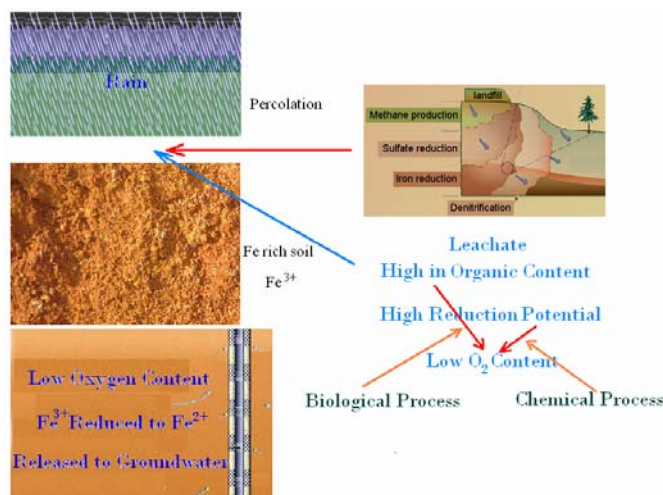 Rain
Percolation
Fe rich soil
Fe3+
Low Oxygen Content
Fe3+ Reduced to Fe2+
Released to Groundwater
landfill
Methane production
Sulfate reduction
Iron reduction
Denitrification
Leachate
High in Organic Content
High Reduction Potential
Low O2 Content
Biological Process
Chemical Process